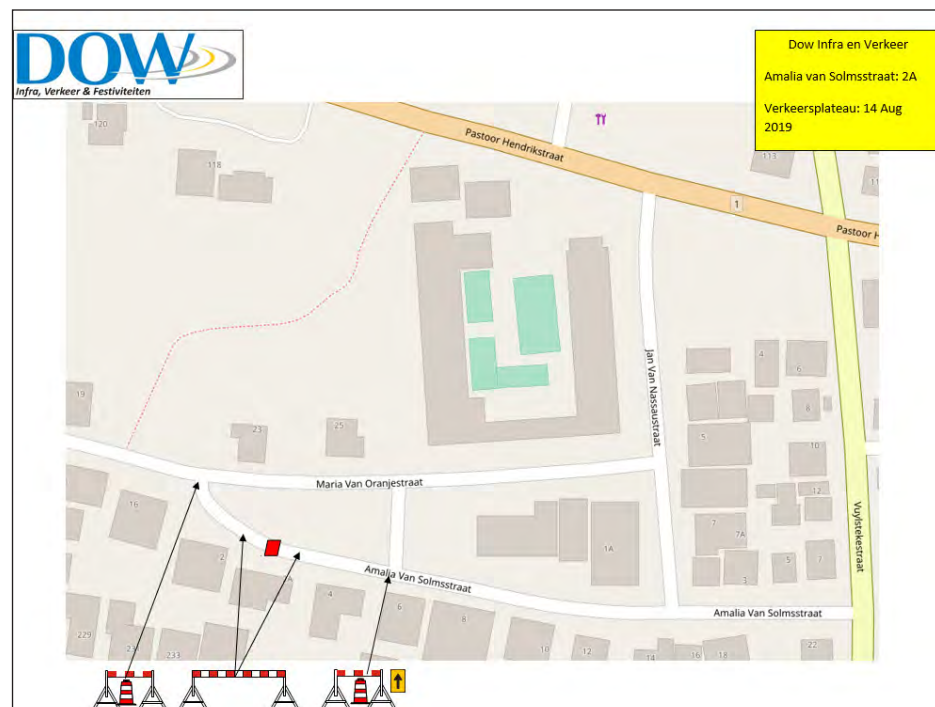 DOW
Infra, Verkeer & Festiviteiten
Dow Infra en Verkeer
Amalia van Solmsstraat: 2A
Verkeersplateau: 14 Aug
2019
120
118
Pastoor Hendrikstraat
113
11
1
Pastoor H
19
23
25
Jan Van Nassaustraat
4
6
8
5
10
12
Maria Van Oranjestraat
16
2
1A
7
7A
3
5
7
Vuylstekestraat
Amalia Van Solmsstraat
4
6
8
Amalia Van Solmsstraat
229
23
233
10
12
14
16
18
22